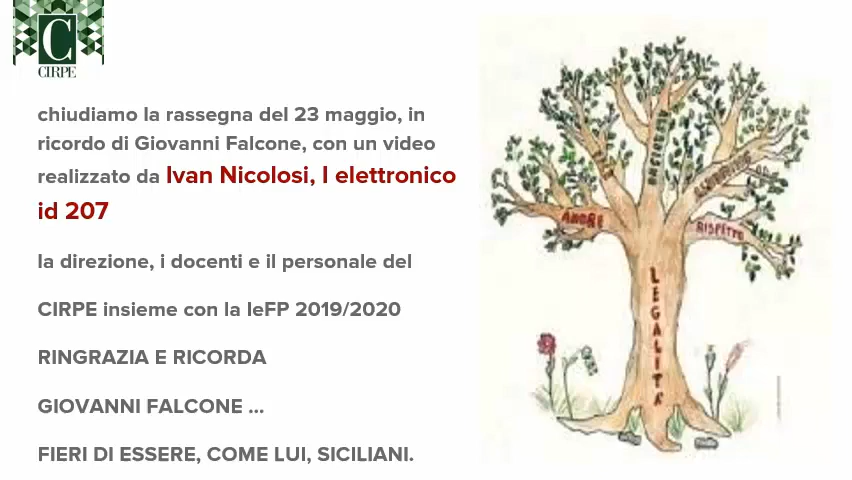 C
CIRPE
chiudiamo la rassegna del 23 maggio, in
ricordo di Giovanni Falcone, con un video
realizzato da Ivan Nicolosi, I elettronico
id 207
la direzione, i docenti e il personale del
CIRPE insieme con la IeFP 2019/2020
RINGRAZIA E RICORDA
GIOVANNI FALCONE ...
FIERI DI ESSERE, COME LUI, SICILIANI.
AMORE
RISPETTO
LEGALITÀ